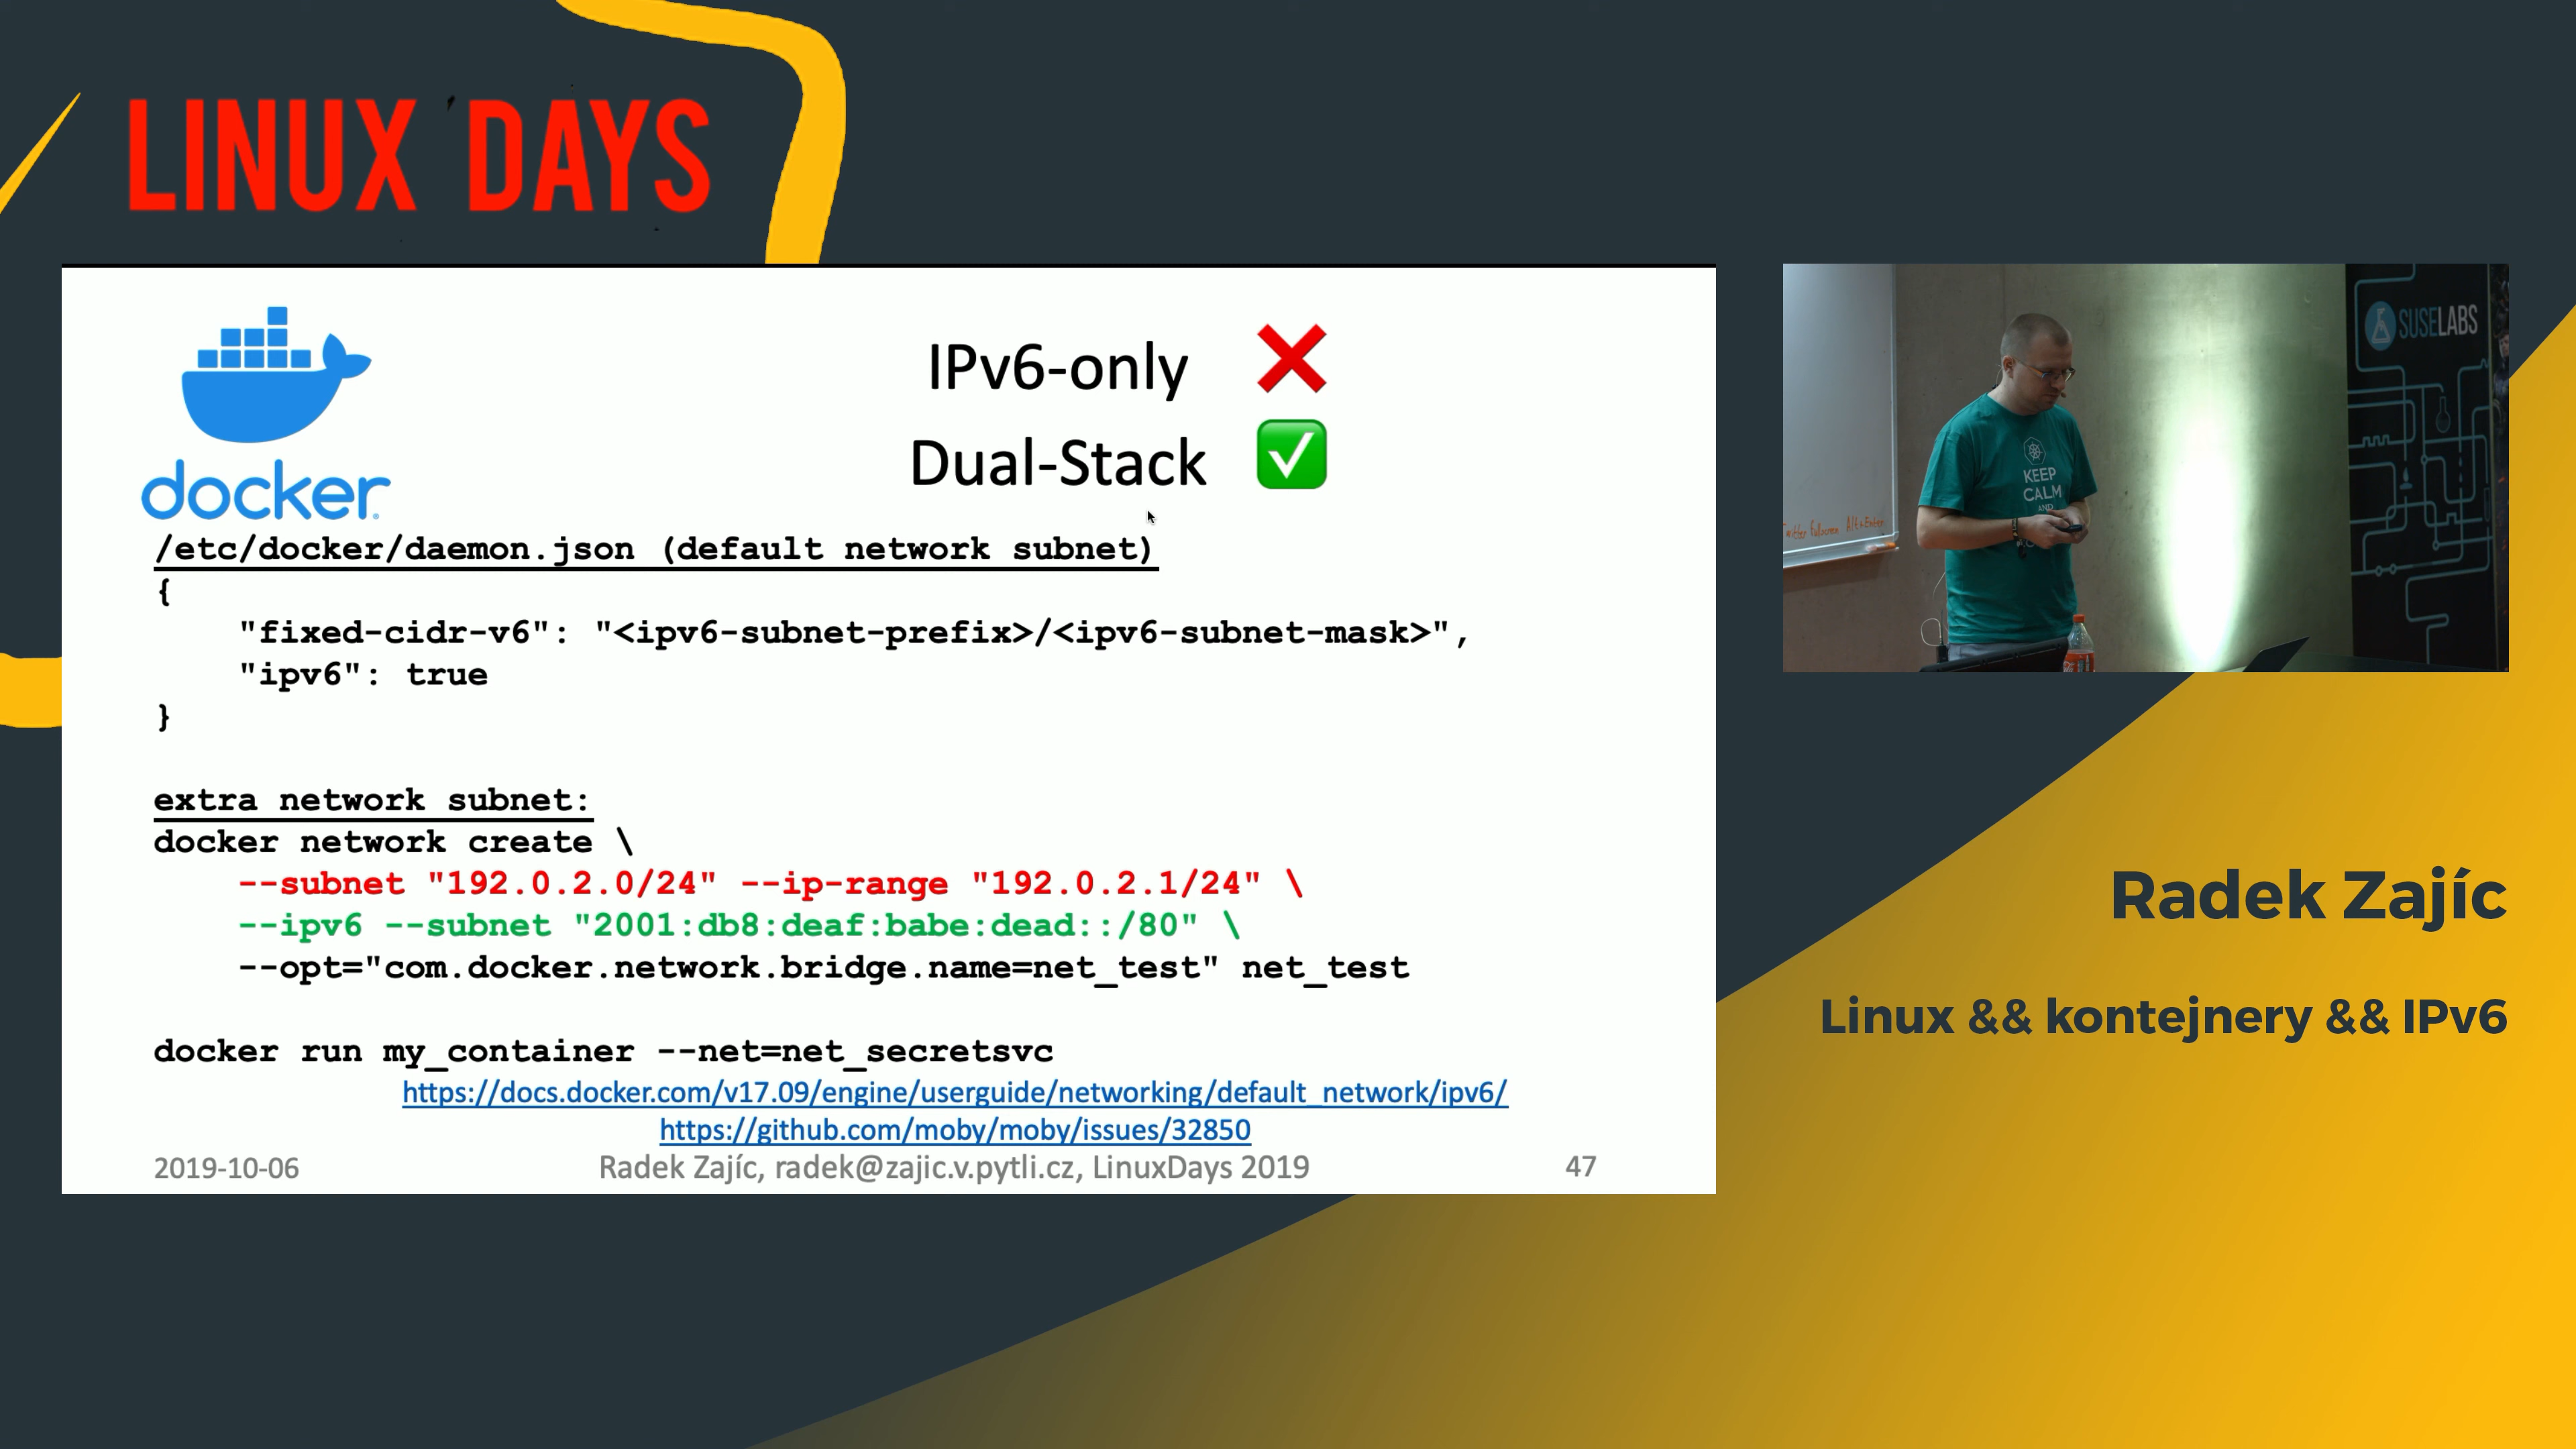 LINUX DAYS
docker
IPv6-only
Dual-Stack
/etc/docker/daemon.json (default network subnet)
{
"fixed-cidr-v6": "<ipv6-subnet-prefix>/<ipv6-subnet-mask>",
"ipv6": true
}
extra network subnet:
docker network create \
--subnet "192.0.2.0/24" --ip-range "192.0.2.1/24" \
--ipv6 --subnet "2001:db8:deaf:babe:dead::/80" \
--opt="com.docker.network.bridge.name=net_test" net_test
docker run my_container --net=net_secretsvc
https://docs.docker.com/v17.09/engine/userguide/networking/default_network/ipv6/
https://github.com/moby/moby/issues/32850
2019-10-06
Radek Zajíc, radek@zajic.v.pytli.cz, LinuxDays 2019
47
SUSELABS
KEEP
CALM
AND
Radek Zajíc
Linux && kontejnery && IPv6